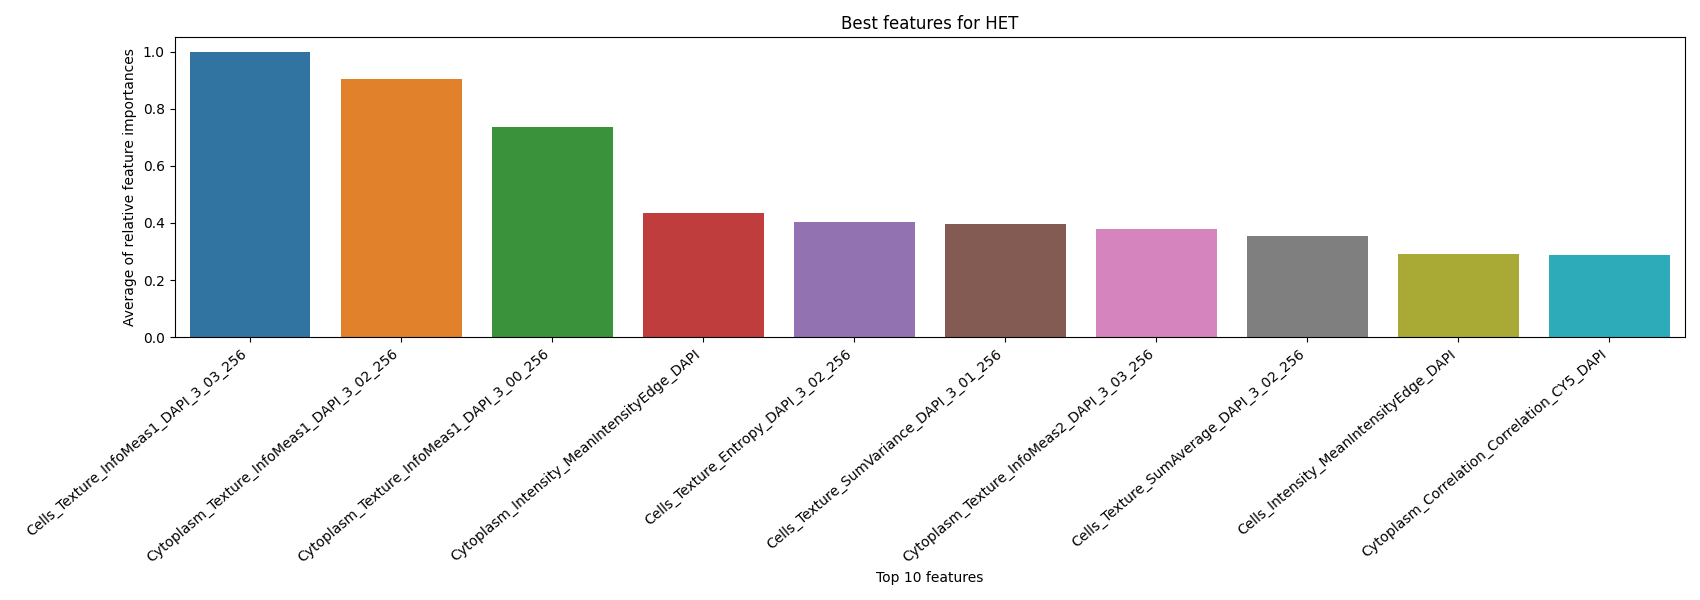 Best features for HET
Average of relative feature importances
1.0
0.8
0.6
0.4
0.2
0.0
Cells_Texture_InfoMeas1_DAPI_3_03_256
Cytoplasm_Texture_InfoMeas1_DAPI_3_02_256
Cytoplasm_Texture_InfoMeas1_DAPI_3_00_256
Cytoplasm_Intensity_MeanIntensityEdge_DAPI
Cells_Texture_Entropy_DAPI_3_02_256
Cells_Texture_SumVariance_DAPI_3_01_256
Cytoplasm_Texture_InfoMeas2_DAPI_3_03_256
Cells_Texture_SumAverage_DAPI_3_02_256
Cells_Intensity_MeanIntensityEdge_DAPI
Cytoplasm_Correlation_Correlation_CY5_DAPI
Top 10 features